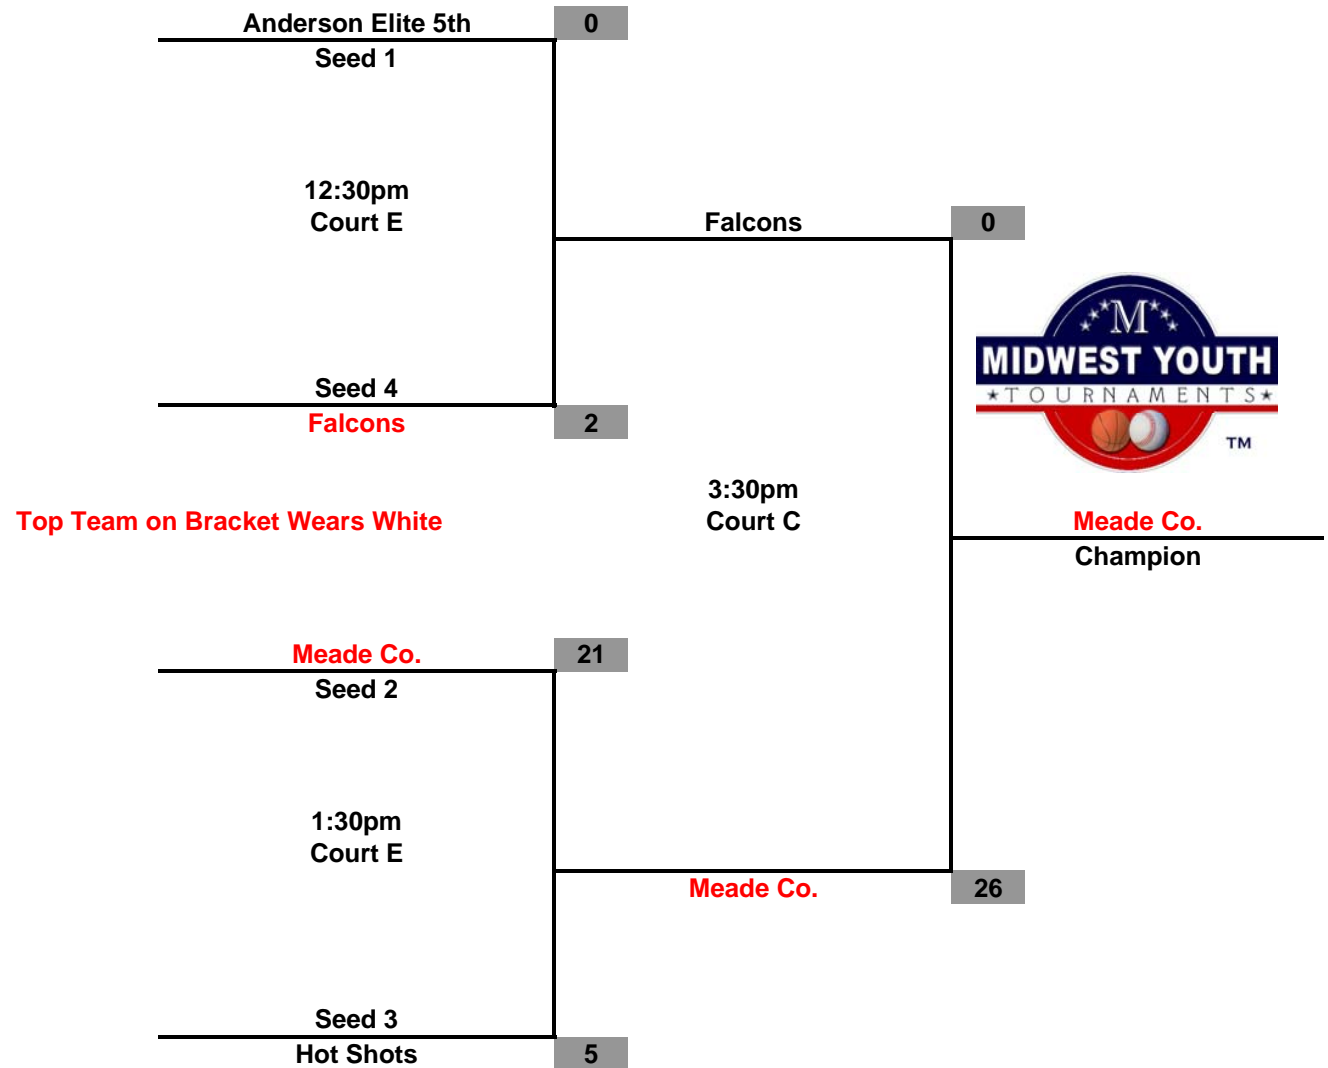 Anderson Elite 5th 0
Seed 1
12:30pm
Court E
Falcons 0
M
MIDWEST YOUTH
★TOURNAMENTS★
TM
Seed 4
Falcons 2
3:30pm
Top Team on Bracket Wears White
Court C
Meade Co.
Champion
Meade Co. 21
Seed 2
1:30pm
Court E
Meade Co. 26
Seed 3
Hot Shots 5